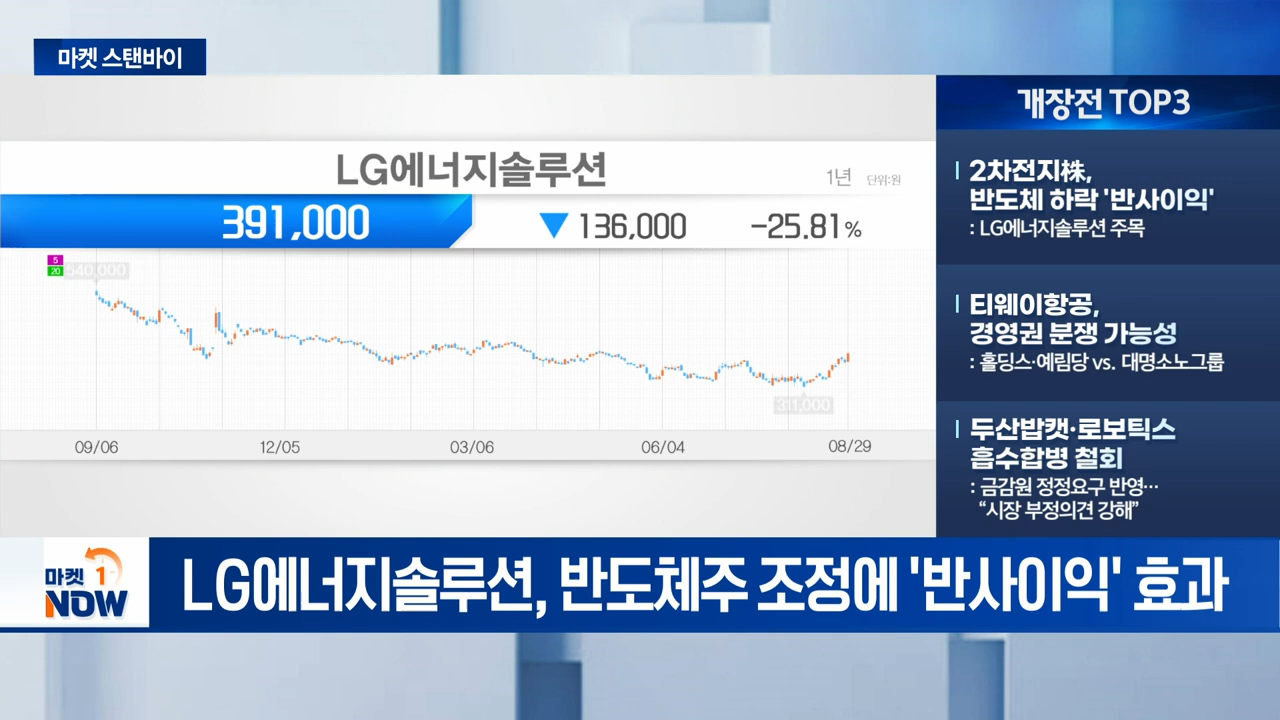 마켓 스탠바이
LG에너지솔루션
1년 단위:원
391,000 ▼ 136,000 -25.81%
5
20
540,000
311,000
09/06 12/05 03/06 06/04 08/29
개장전 TOP3
2차전지株,
반도체 하락 '반사이익'
: LG에너지솔루션 주목
티웨이항공,
경영권 분쟁 가능성
: 홀딩스·예림당 vs. 대명소노그룹
두산밥캣·로보틱스
흡수합병 철회
: 금감원 정정요구 반영…
“시장 부정의견 강해”
마켓 1
NOW
LG에너지솔루션, 반도체주 조정에 '반사이익' 효과